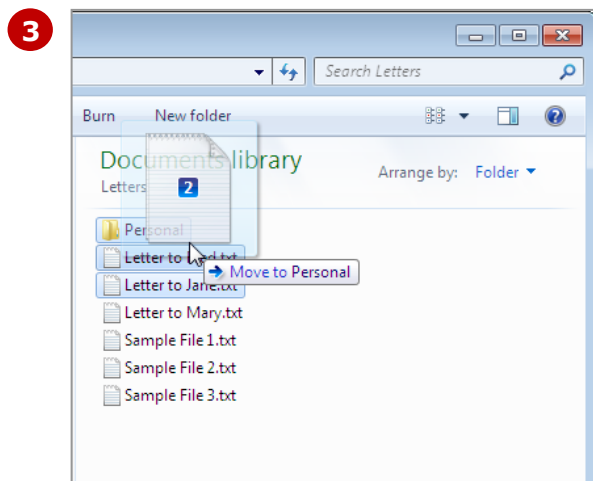 3
Search Letters
Burn New folder
Documents library
Arrange by: Folder
Letters
2
Personal
Letter to
Move to Personal
Letter to Jane.txt
Letter to Mary.txt
Sample File 1.txt
Sample File 2.txt
Sample File 3.txt